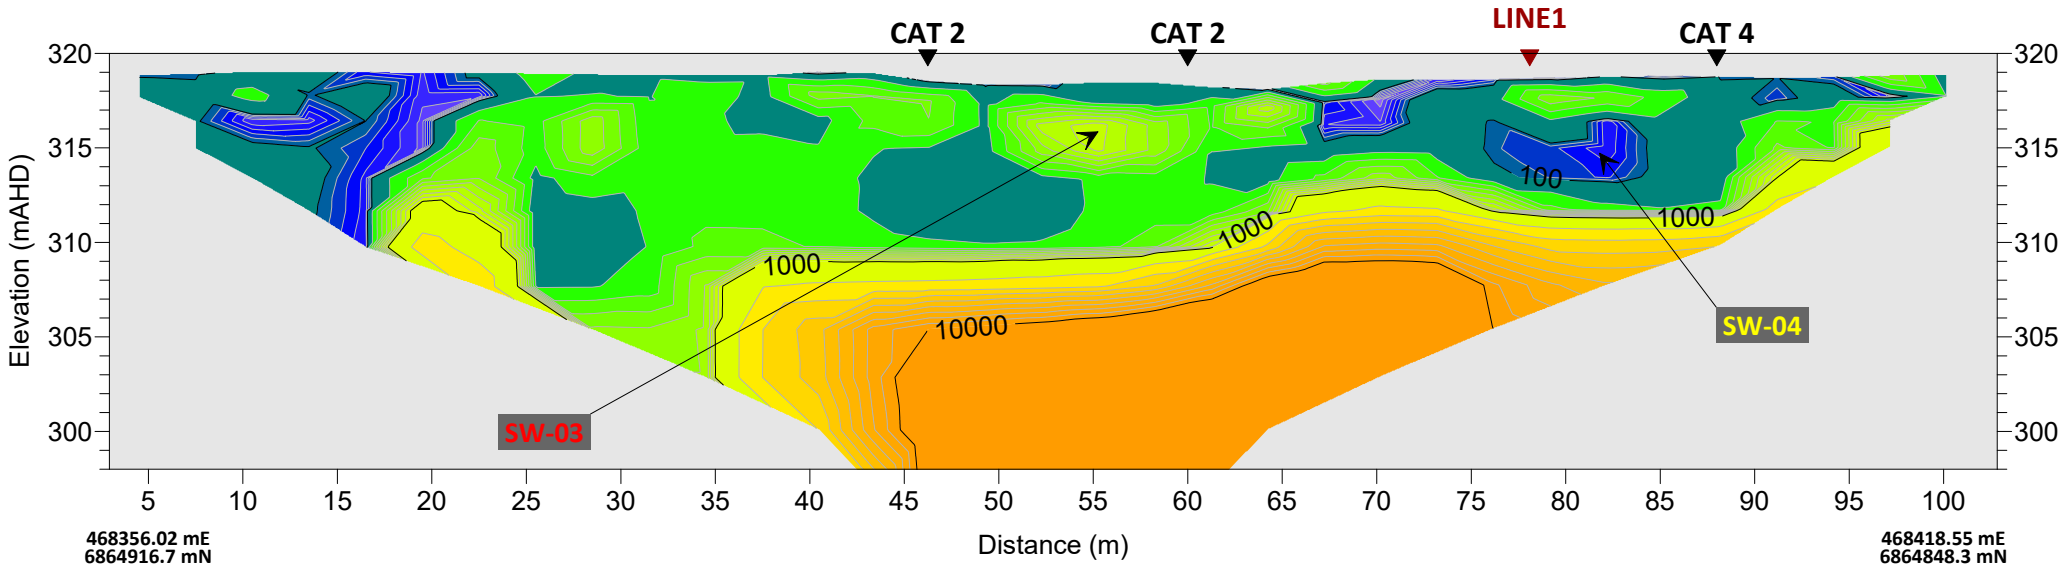 LINE1
CAT 2
CAT 2
CAT 4
320
320
315
315
310
310
305
305
300
300
Elevation (mAHD)
100
1000
1000
1000
10000
SW-04
SW-03
5 10 15 20 25 30 35 40 45 50 55 60 65 70 75 80 85 90 95 100
Distance (m)
468356.02 mE
6864916.7 mN
468418.55 mE
6864848.3 mN